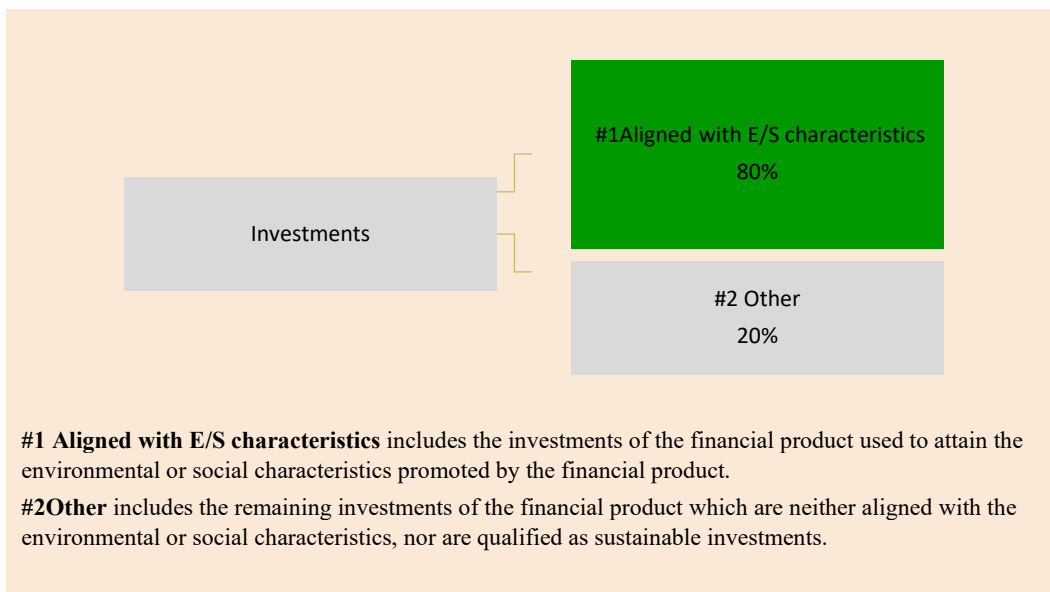 #1Aligned with E/S characteristics
80%
Investments
#2 Other
20%
#1 Aligned with E/S characteristics includes the investments of the financial product used to attain the
environmental or social characteristics promoted by the financial product.
#2Other includes the remaining investments of the financial product which are neither aligned with the
environmental or social characteristics, nor are qualified as sustainable investments.